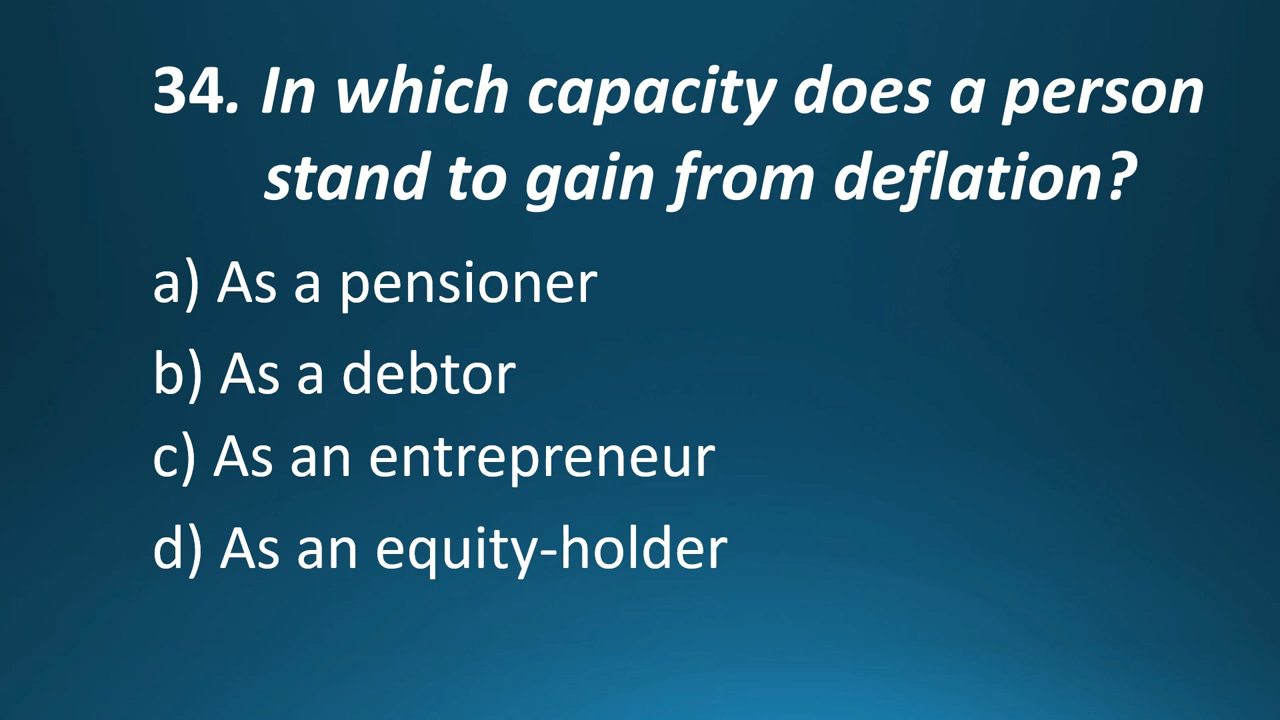 34. In which capacity does a person
stand to gain from deflation?
a) As a pensioner
b) As a debtor
c) As an entrepreneur
d) As an equity-holder